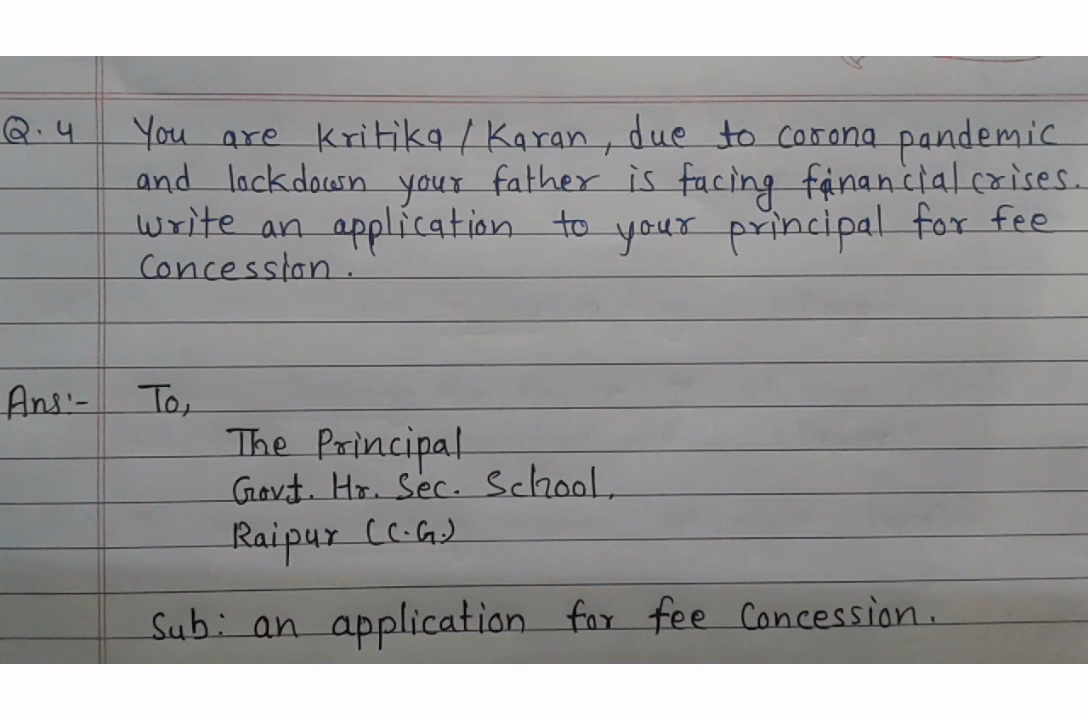 Q.4 You are Kritika / Karan, due to corona pandemic
and lockdown your father is facing financial crises.
write an application to your principal for fee
concession.
Ans:- To,
The Principal
Govt. Hr. Sec. School,
Raipur (C.G.)
Sub: an application for fee concession.